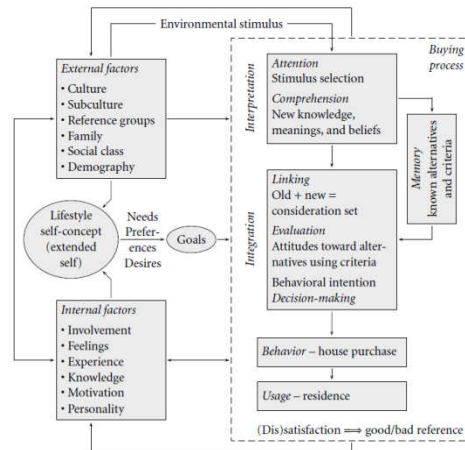 Environmental stimulus
External factors
• Culture
• Subculture
• Reference groups
• Family
• Social class
• Demography
Lifestyle
self-concept
(extended
self)
Needs
Prefer-
ences
Desires
Goals
Internal factors
• Involvement
• Feelings
• Experience
• Knowledge
• Motivation
• Personality
Buying
process
Interpretation
Attention
Stimulus selection
Comprehension
New knowledge,
meanings, and beliefs
Memory
known alternatives
and criteria
Integration
Linking
Old + new =
consideration set
Evaluation
Attitudes toward alter-
natives using criteria
Behavioral intention
Decision-making
Behavior – house purchase
Usage – residence
(Dis)satisfaction ⟹ good/bad reference